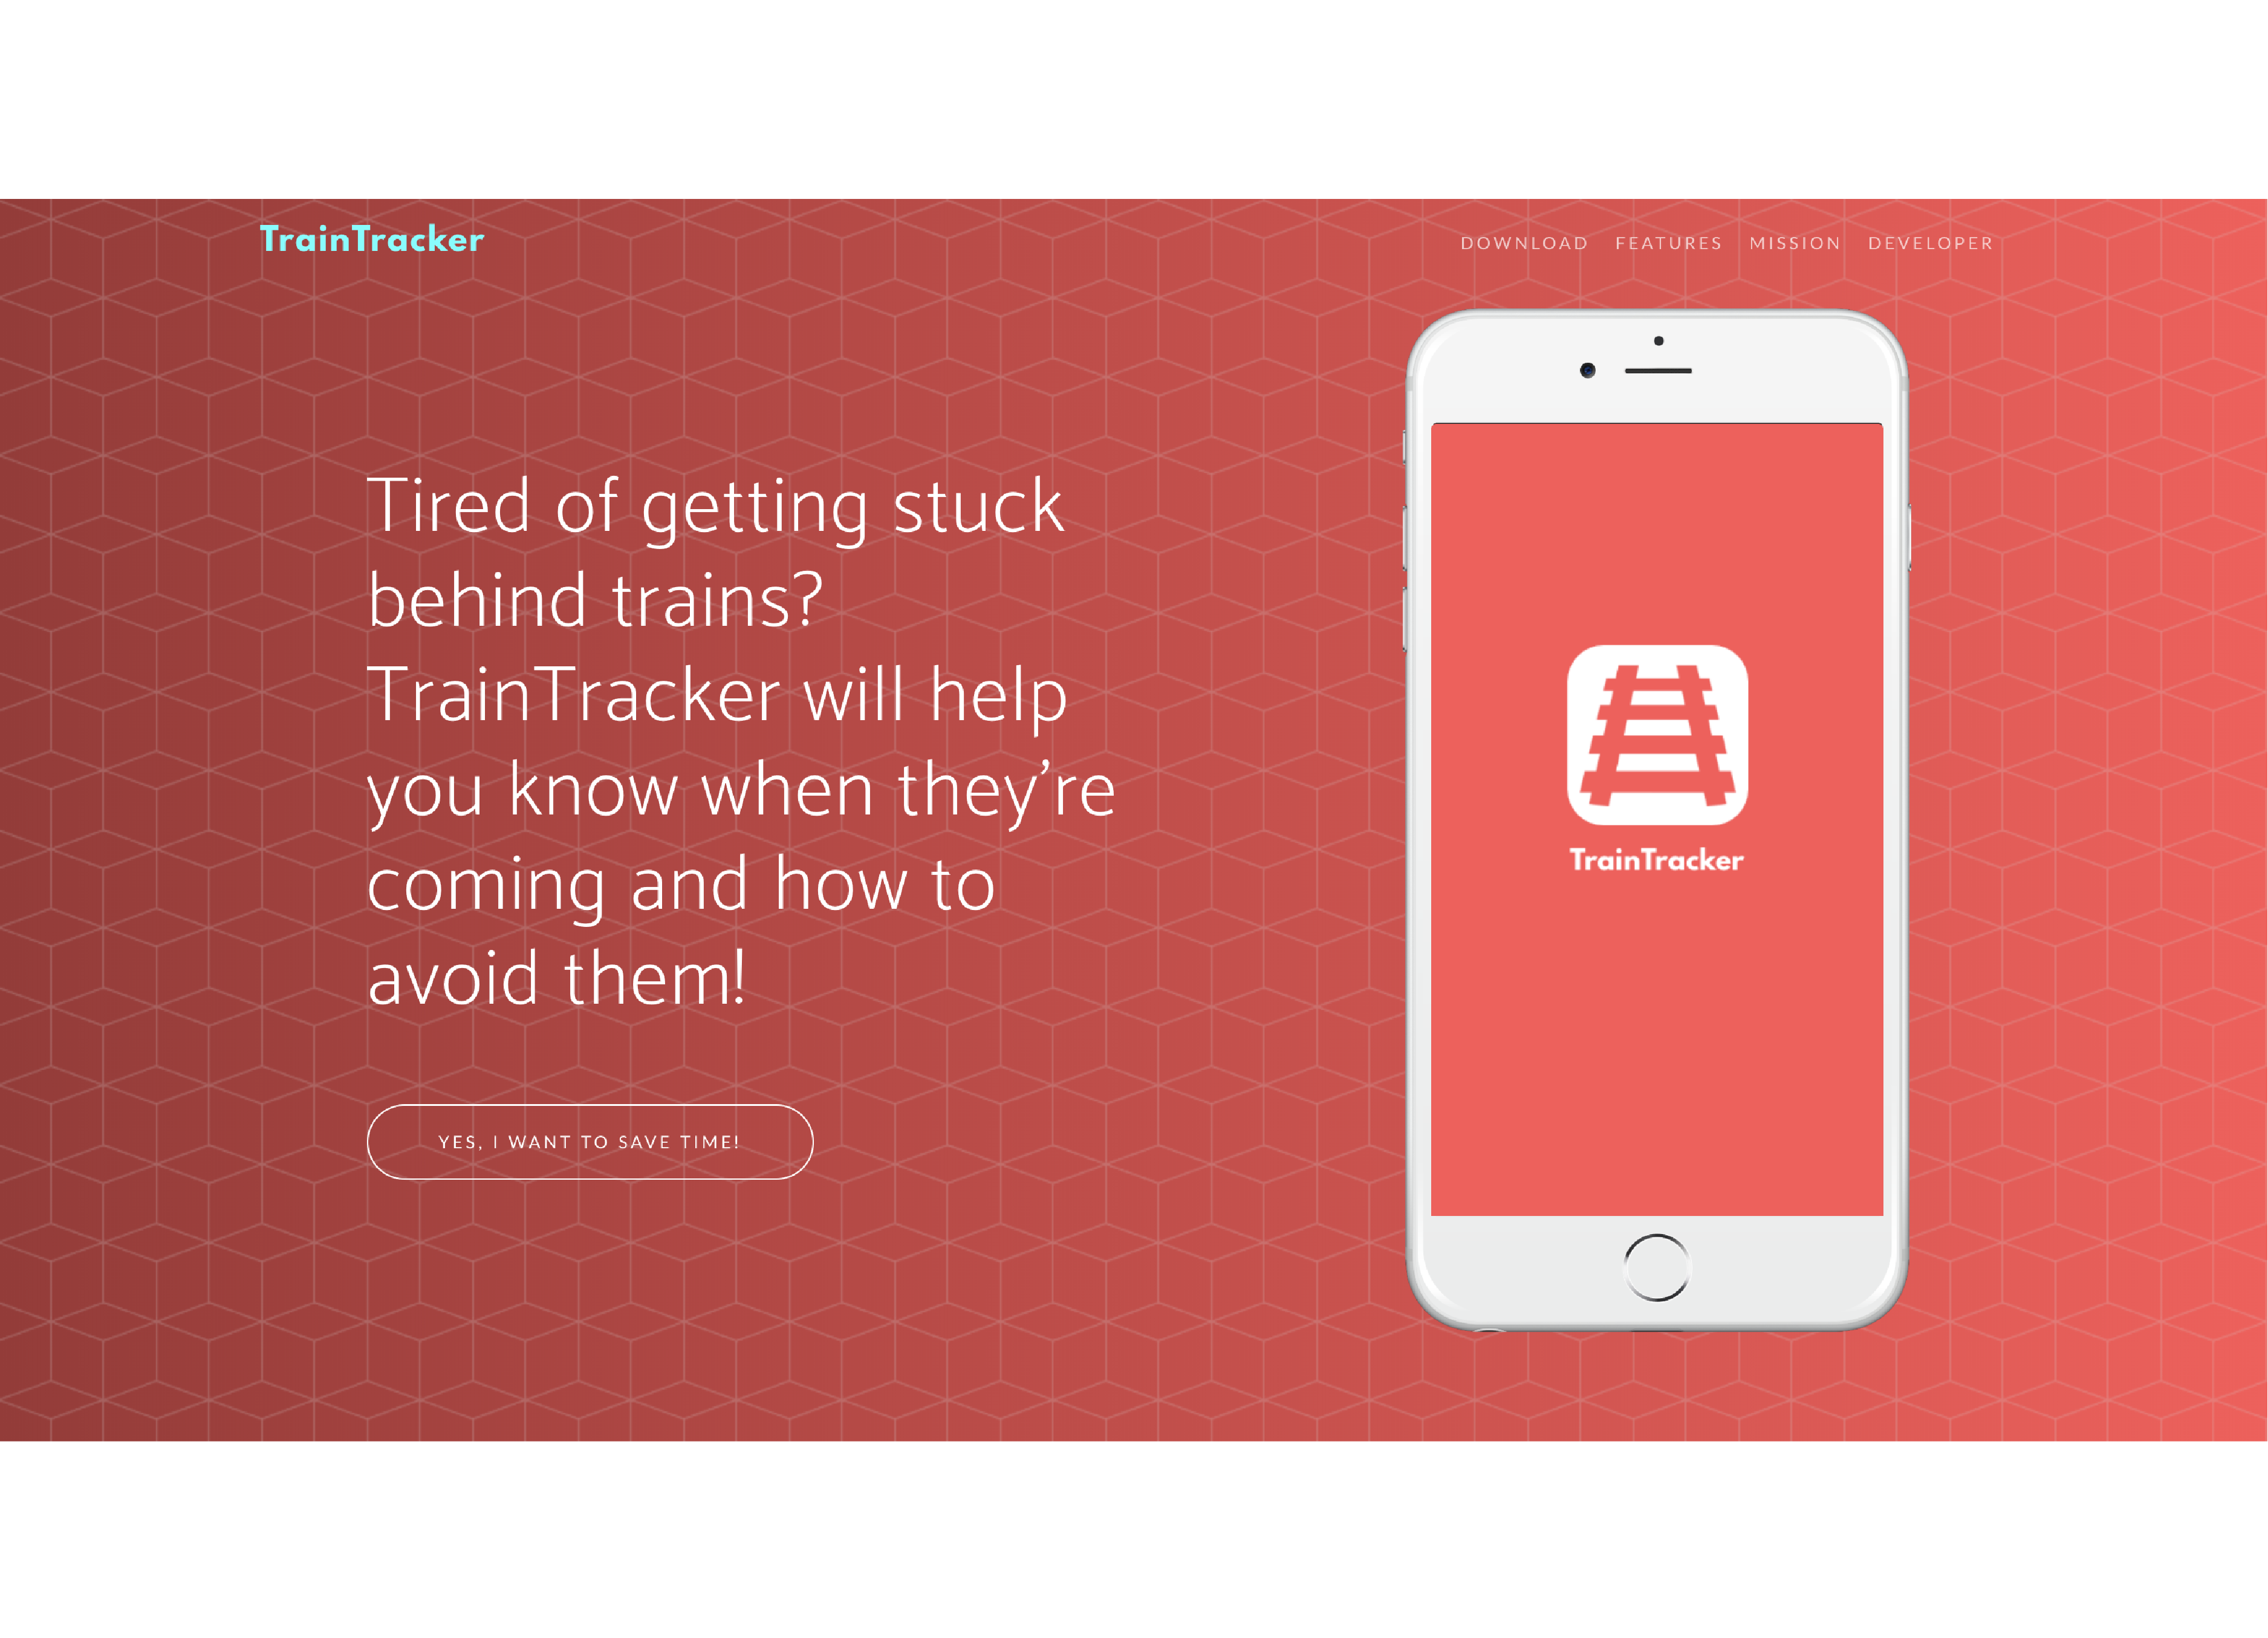 TrainTracker
DOWNLOAD FEATURES MISSION DEVELOPER
Tired of getting stuck
behind trains?
TrainTracker will help
you know when they’re
coming and how to
avoid them!
YES, I WANT TO SAVE TIME!
TrainTracker